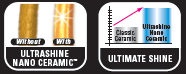 Without With
ULTRASHINE
NANO CERAMIC™
Classic
Ceramic
Ultrashine
Nano
Ceramic
ULTIMATE SHINE